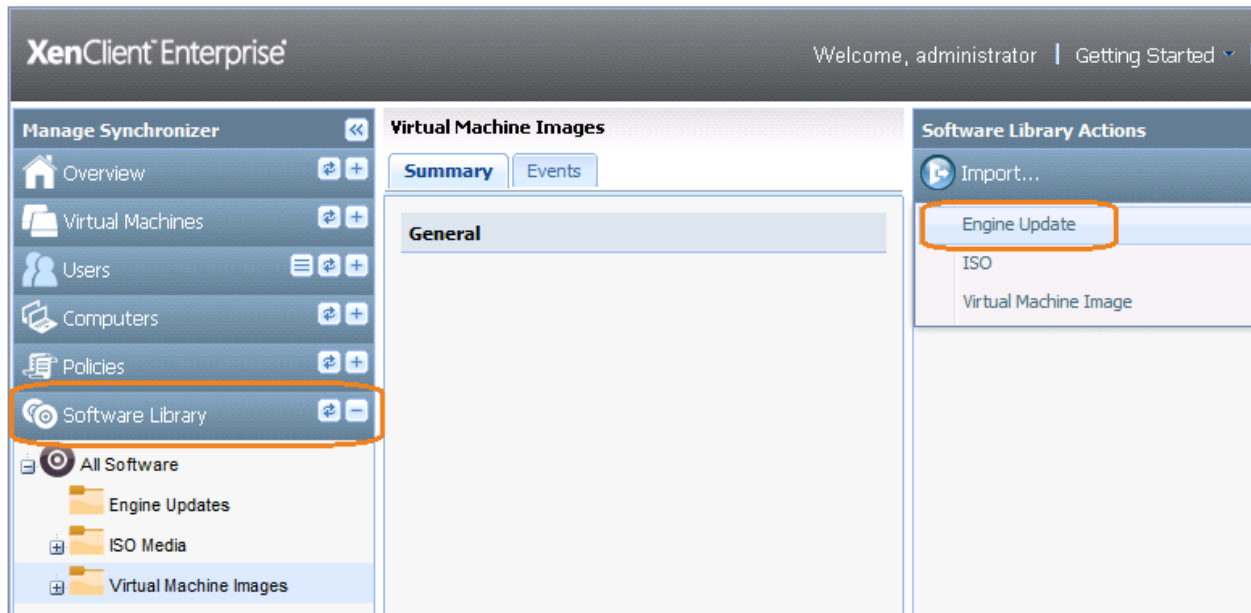 XenClient™ Enterprise
Welcome, administrator | Getting Started
Manage Synchronizer
Overview
Virtual Machines
Users
Computers
Policies
Software Library
All Software
Engine Updates
ISO Media
Virtual Machine Images
Virtual Machine Images
Summary Events
General
Software Library Actions
Import...
Engine Update
ISO
Virtual Machine Image